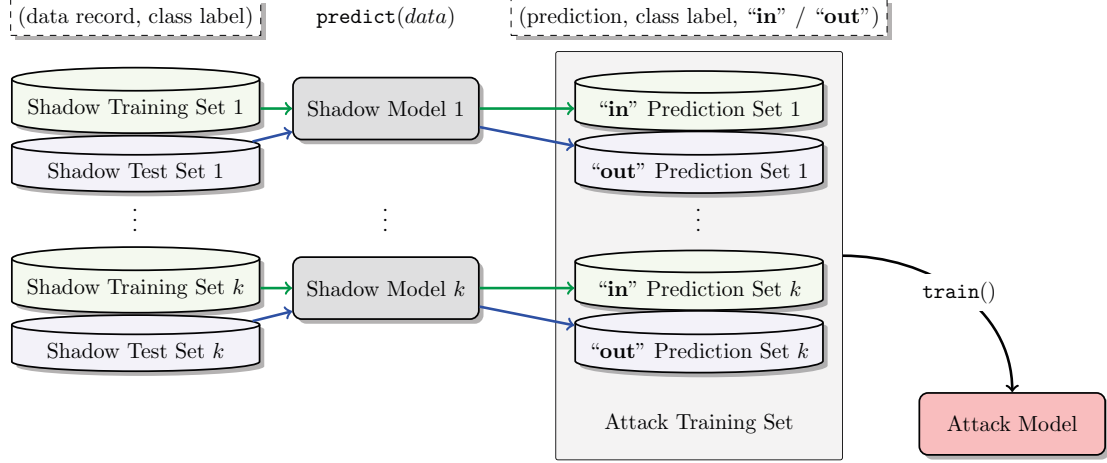 (data record, class label)
predict(data)
(prediction, class label, “in” / “out”)
Shadow Training Set 1
Shadow Model 1
“in” Prediction Set 1
Shadow Test Set 1
“out” Prediction Set 1
⋮ ⋮ ⋮
Shadow Training Set k
Shadow Model k
“in” Prediction Set k
train()
Shadow Test Set k
“out” Prediction Set k
Attack Training Set
Attack Model